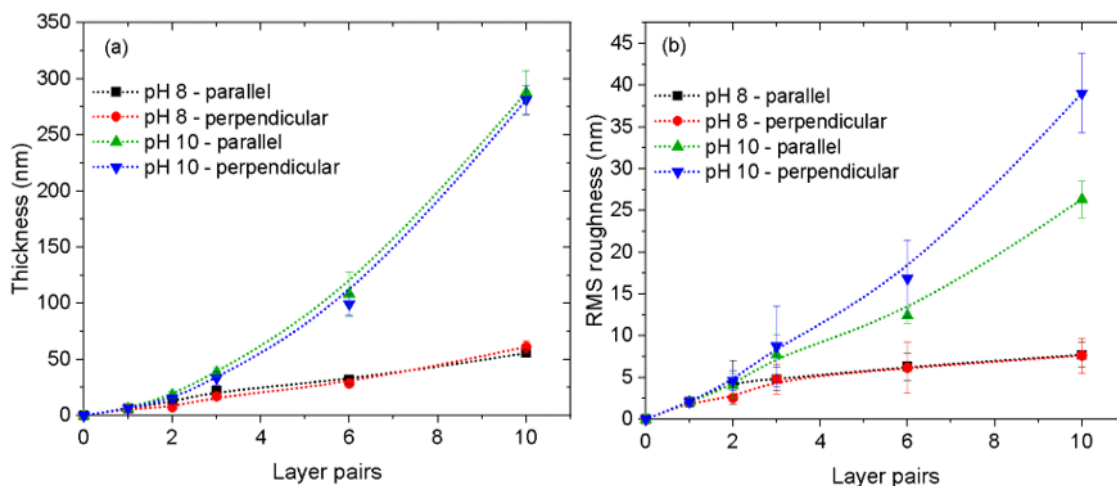 (a)
pH 8 - parallel
pH 8 - perpendicular
pH 10 - parallel
pH 10 - perpendicular
Thickness (nm)
350
300
250
200
150
100
50
0
0 2 4 6 8 10
Layer pairs
(b)
pH 8 - parallel
pH 8 - perpendicular
pH 10 - parallel
pH 10 - perpendicular
RMS roughness (nm)
45
40
35
30
25
20
15
10
5
0
0 2 4 6 8 10
Layer pairs